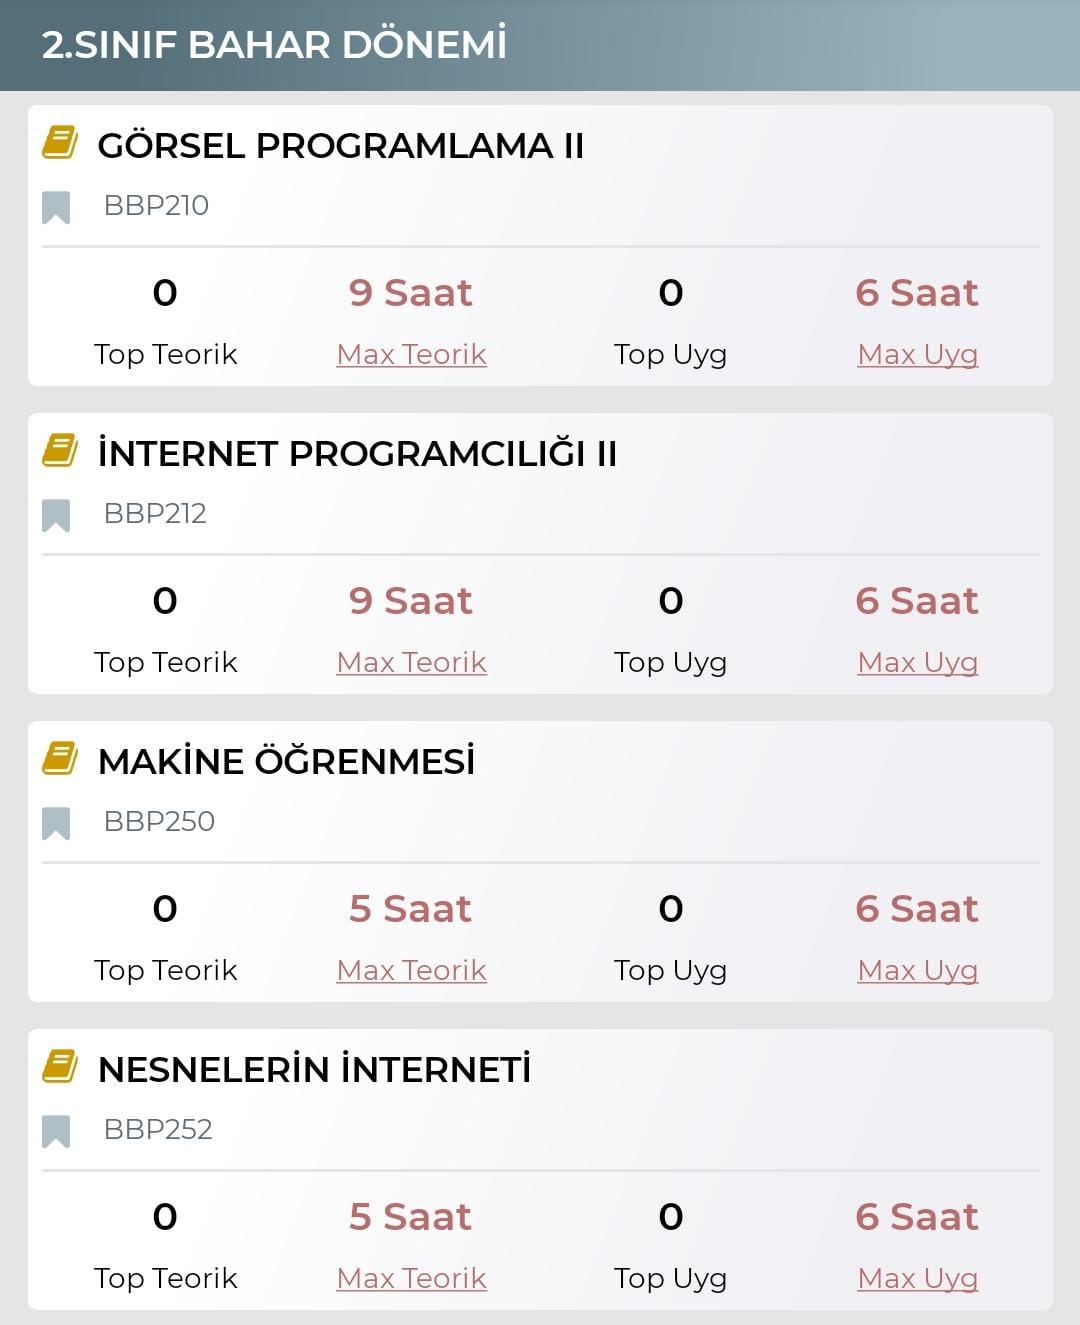 2.SINIF BAHAR DÖNEMİ
GÖRSEL PROGRAMLAMA II
BBP210
0 9 Saat 0 6 Saat
Top Teorik Max Teorik Top Uyg Max Uyg
İNTERNET PROGRAMCILIĞI II
BBP212
0 9 Saat 0 6 Saat
Top Teorik Max Teorik Top Uyg Max Uyg
MAKİNE ÖĞRENMESİ
BBP250
0 5 Saat 0 6 Saat
Top Teorik Max Teorik Top Uyg Max Uyg
NESNELERİN İNTERNETİ
BBP252
0 5 Saat 0 6 Saat
Top Teorik Max Teorik Top Uyg Max Uyg